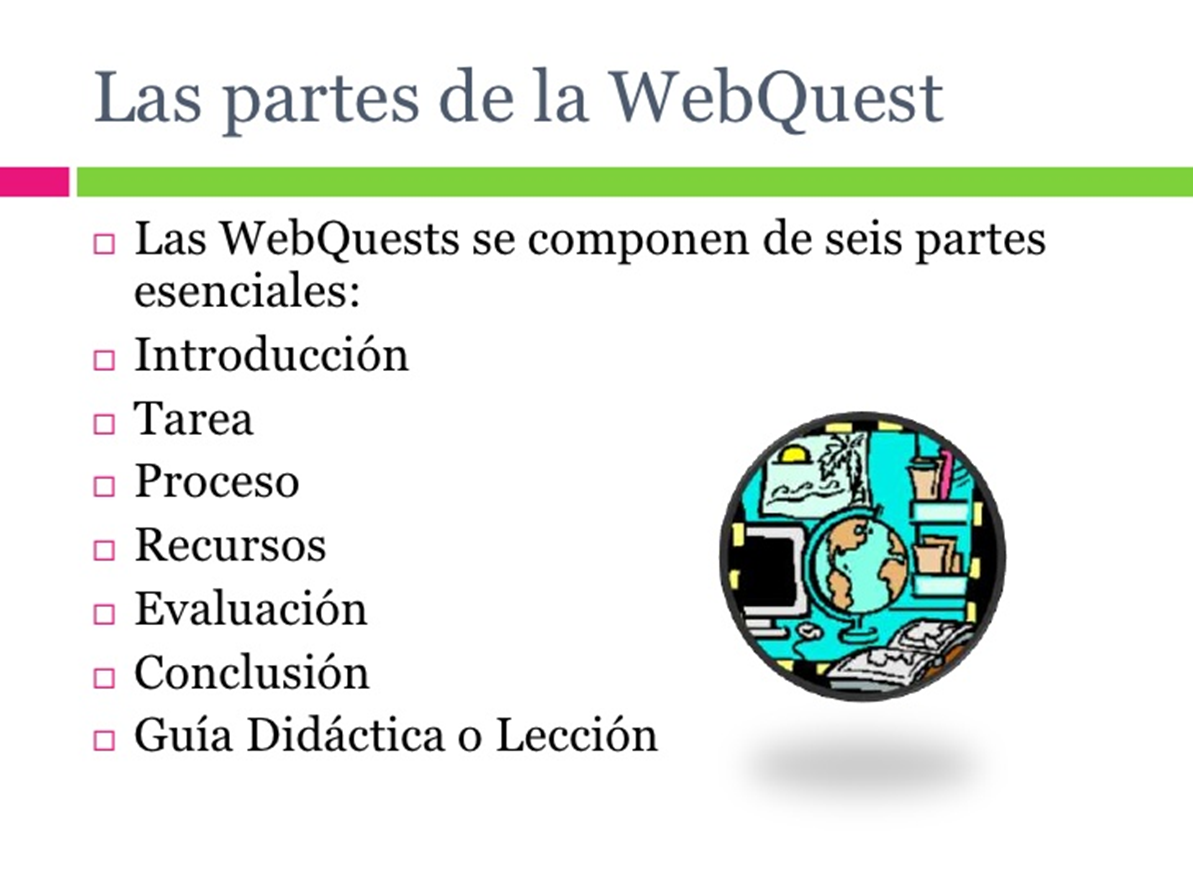 Las partes de la WebQuest
Las WebQuests se componen de seis partes
esenciales:
Introducción
Tarea
Proceso
Recursos
Evaluación
Conclusión
Guía Didáctica o Lección